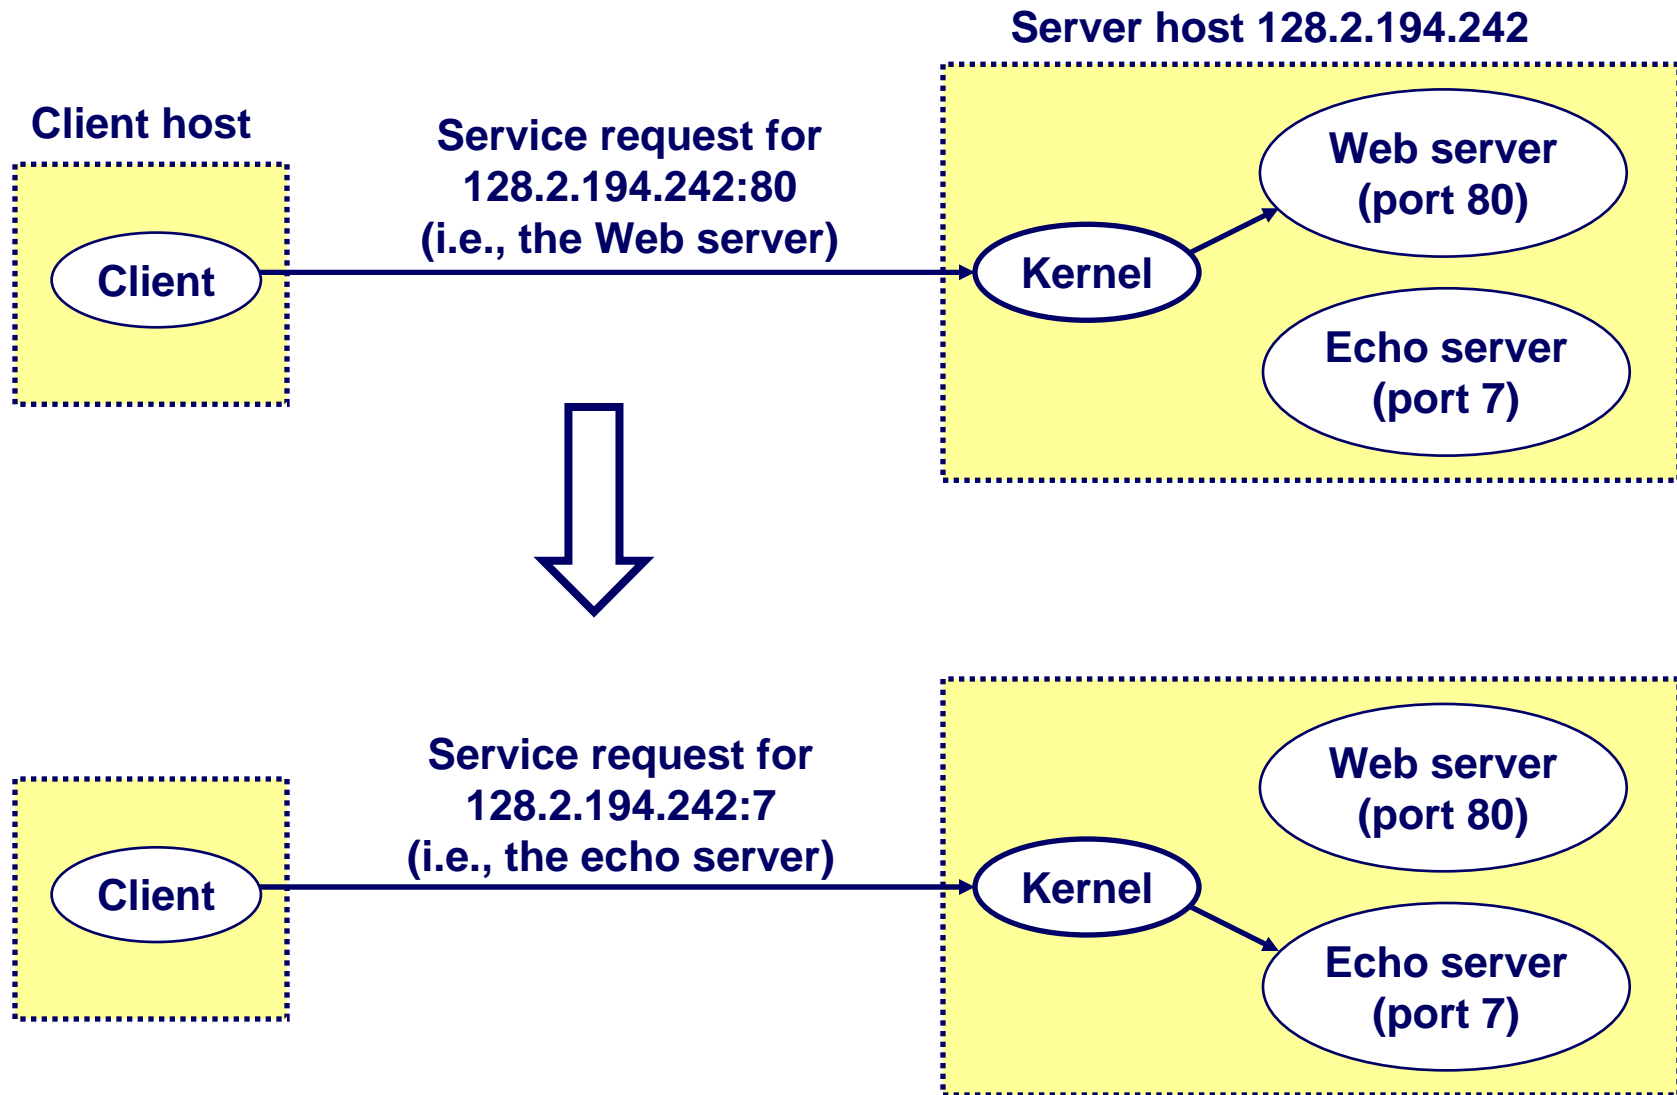 Server host 128.2.194.242
Client host
Service request for
128.2.194.242:80
(i.e., the Web server)
Client
Kernel
Web server
(port 80)
Echo server
(port 7)
Service request for
128.2.194.242:7
(i.e., the echo server)
Client
Kernel
Web server
(port 80)
Echo server
(port 7)